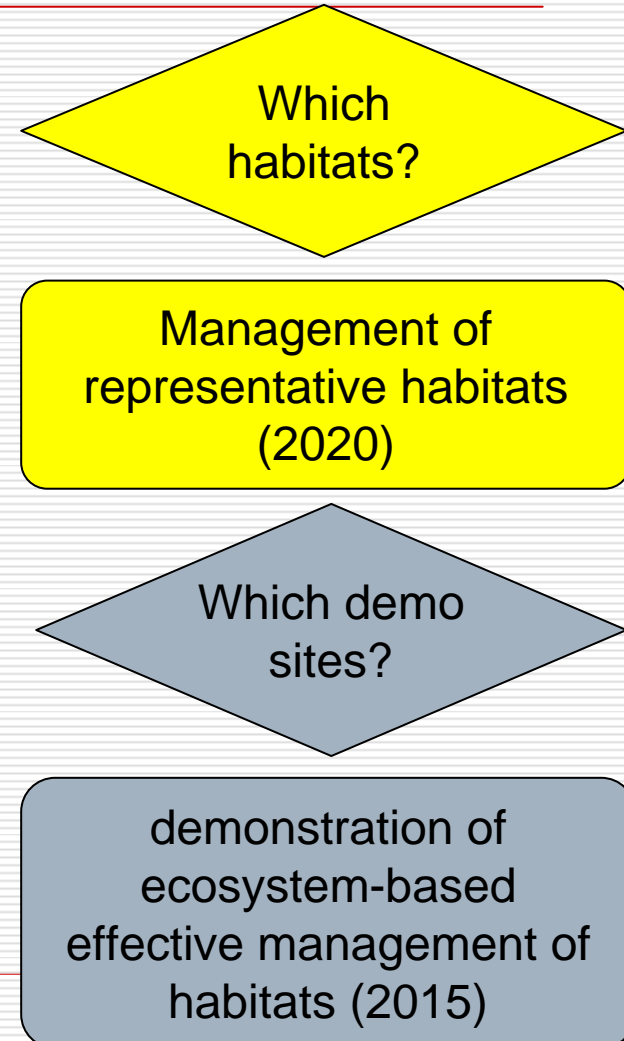 Which
habitats?
Management of
representative habitats
(2020)
Which demo
sites?
demonstration of
ecosystem-based
effective management of
habitats (2015)